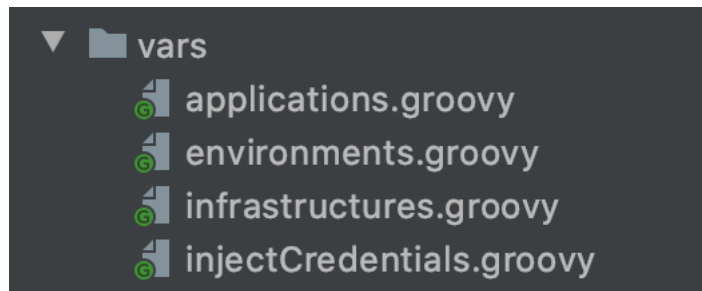 vars
applications.groovy
environments.groovy
infrastructures.groovy
injectCredentials.groovy